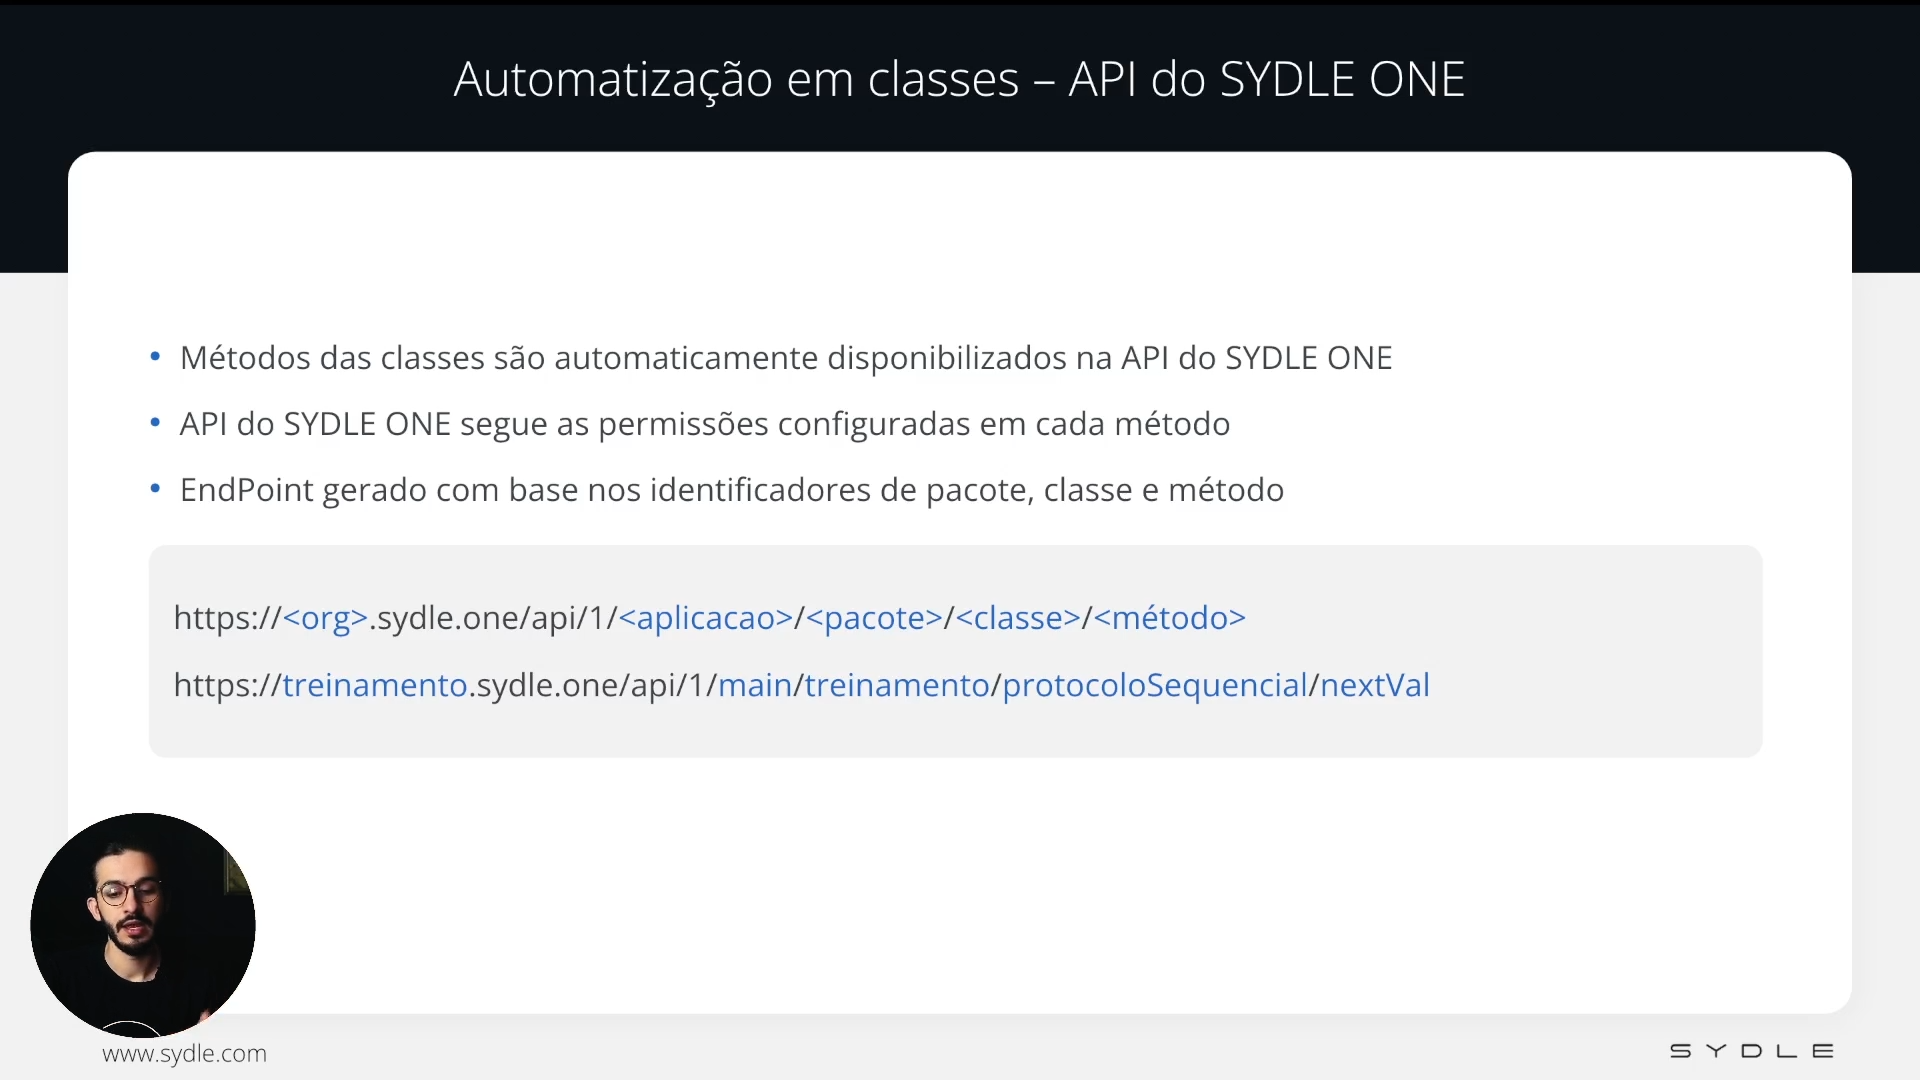 Automatização em classes – API do SYDLE ONE
• Métodos das classes são automaticamente disponibilizados na API do SYDLE ONE
• API do SYDLE ONE segue as permissões configuradas em cada método
• EndPoint gerado com base nos identificadores de pacote, classe e método
https://<org>.sydle.one/api/1/<aplicacao>/<pacote>/<classe>/<método>
https://treinamento.sydle.one/api/1/main/treinamento/protocoloSequencial/nextVal
www.sydle.com
SYDLE